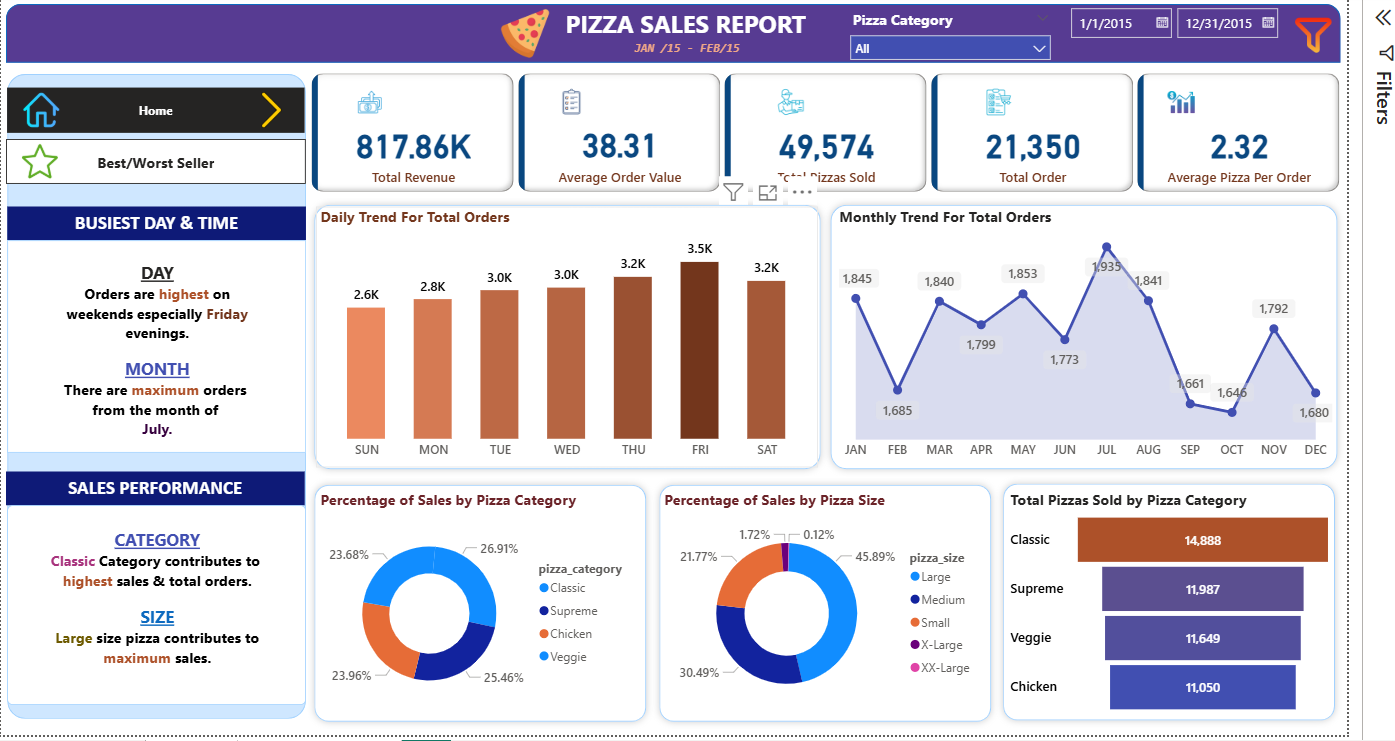 PIZZA SALES REPORT
JAN /15 - FEB/15
Pizza Category
All
1/1/2015
12/31/2015
Filters
Home
Best/Worst Seller
BUSIEST DAY & TIME
DAY
Orders are highest on
weekends especially Friday
evenings.
MONTH
There are maximum orders
from the month of
July.
SALES PERFORMANCE
CATEGORY
Classic Category contributes to
highest sales & total orders.
SIZE
Large size pizza contributes to
maximum sales.
817.86K
Total Revenue
38.31
Average Order Value
49,574
Total Pizzas Sold
21,350
Total Order
2.32
Average Pizza Per Order
Daily Trend For Total Orders
2.6K
2.8K
3.0K
3.0K
3.2K
3.5K
3.2K
SUN MON TUE WED THU FRI SAT
Monthly Trend For Total Orders
1,845
1,685
1,840
1,799
1,853
1,773
1,935
1,841
1,661
1,646
1,792
1,680
JAN FEB MAR APR MAY JUN JUL AUG SEP OCT NOV DEC
Percentage of Sales by Pizza Category
23.68%
26.91%
23.96%
25.46%
pizza_category
Classic
Supreme
Chicken
Veggie
Percentage of Sales by Pizza Size
1.72%
0.12%
21.77%
45.89%
30.49%
pizza_size
Large
Medium
Small
X-Large
XX-Large
Total Pizzas Sold by Pizza Category
Classic 14,888
Supreme 11,987
Veggie 11,649
Chicken 11,050